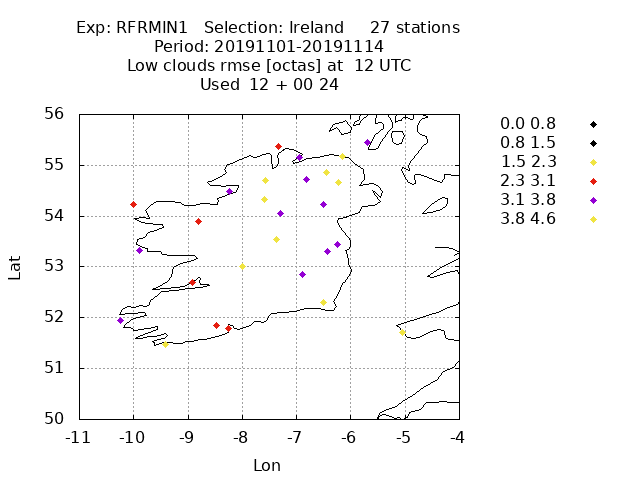 Exp: RFRMIN1   Selection: Ireland     27 stations
Period: 20191101-20191114
Low clouds rmse [octas] at  12 UTC
Used  12 + 00 24
56
55
54
53
52
51
50
-11 -10 -9 -8 -7 -6 -5 -4
Lat
Lon
0.0 0.8
0.8 1.5
1.5 2.3
2.3 3.1
3.1 3.8
3.8 4.6